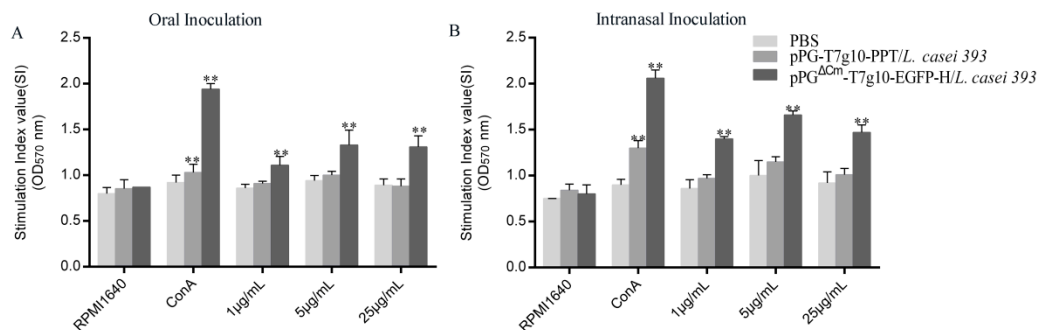 Oral Inoculation
A
Stimulation Index value(SI)
(OD570 nm)
2.5
2.0
1.5
1.0
0.5
0.0
**
**
**
**
**
RPMI1640
ConA
1μg/mL
5μg/mL
25μg/mL
Intranasal Inoculation
B
Stimulation Index value(SI)
(OD570 nm)
2.5
2.0
1.5
1.0
0.5
0.0
**
**
**
**
**
RPMI1640
ConA
1μg/mL
5μg/mL
25μg/mL
PBS
pPG-T7g10-PPT/L. casei 393
pPGΔCm-T7g10-EGFP-H/L. casei 393